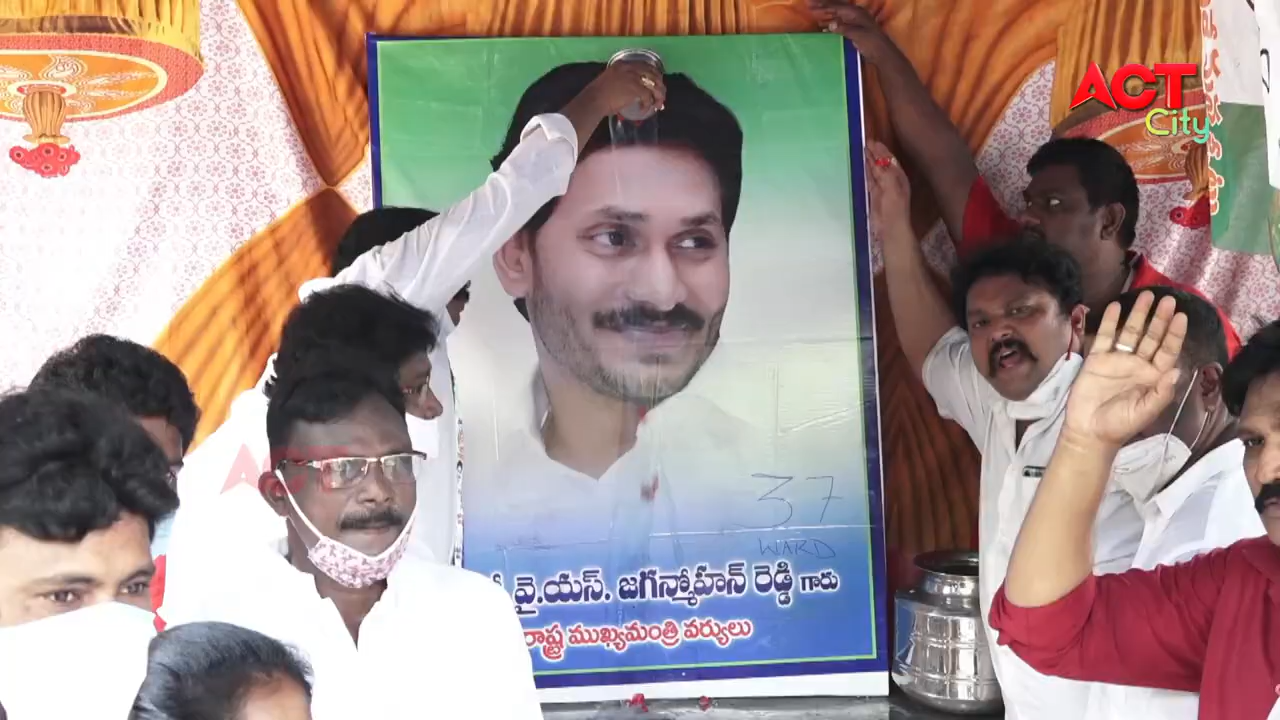 ACT
City
37
WARD
వై.యస్. జగన్మోహన్ రెడ్డి గారు
రాష్ట్ర ముఖ్యమంత్రి వర్యులు